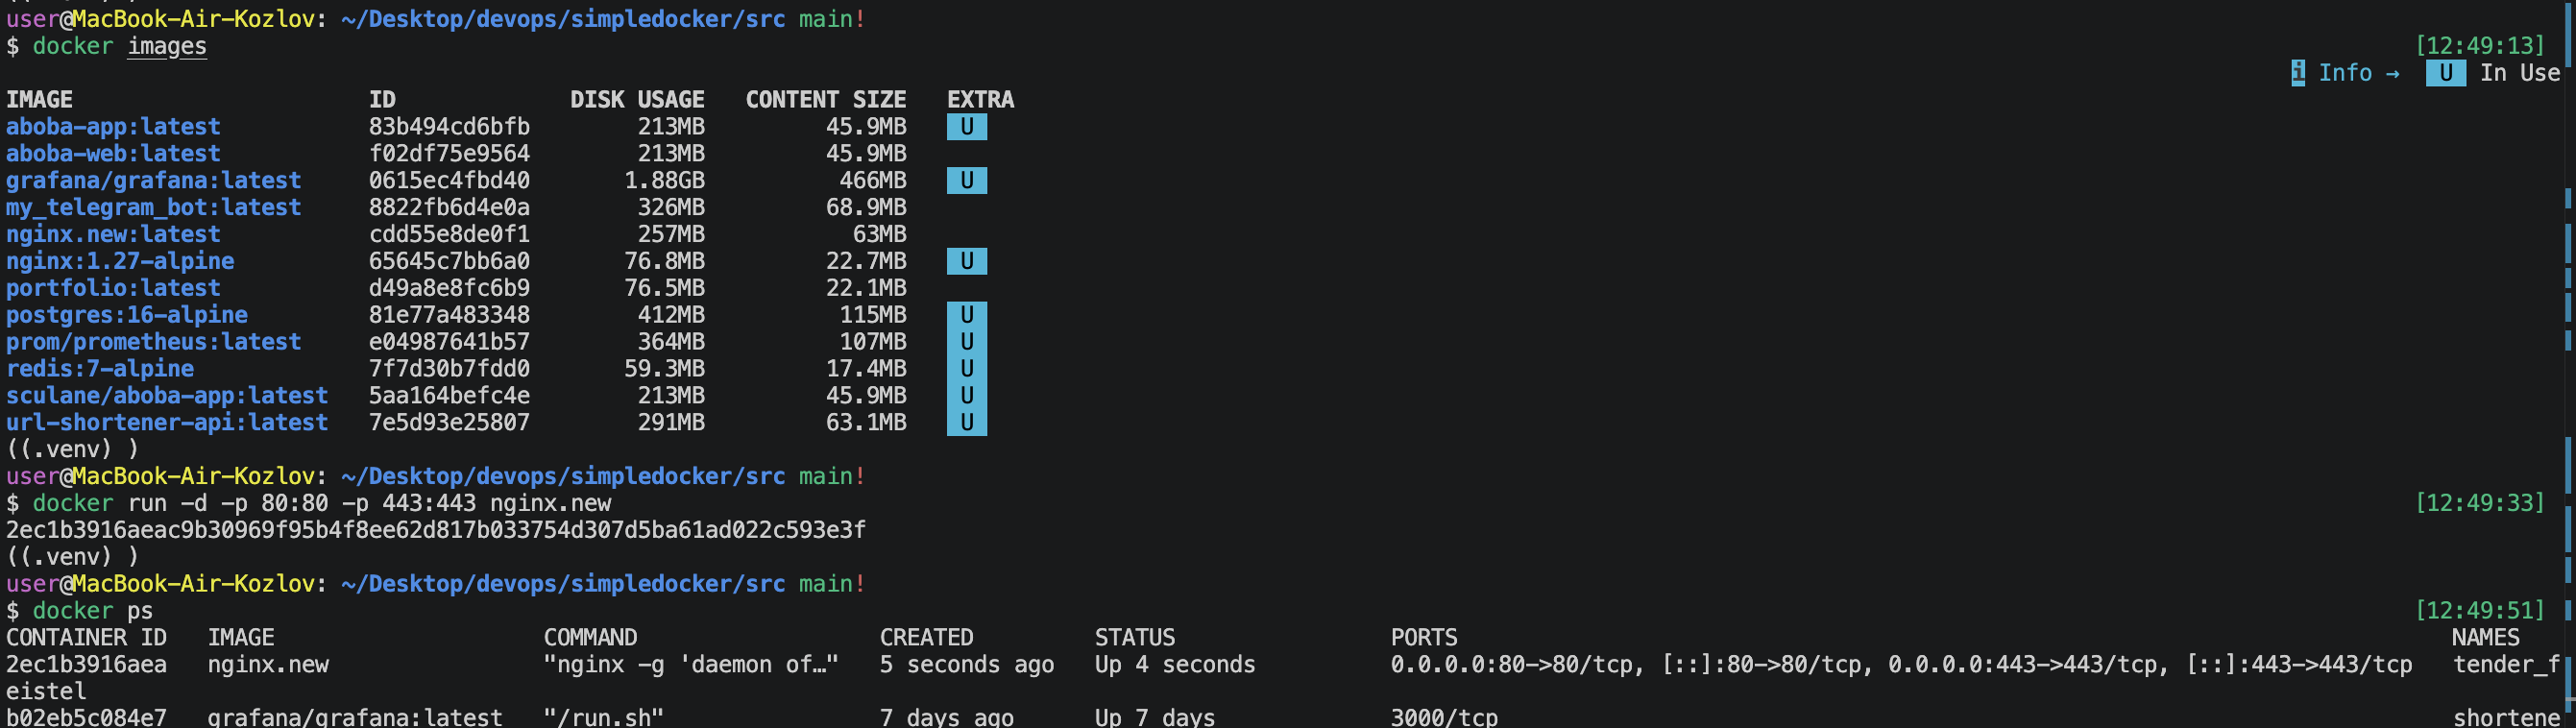 user@MacBook-Air-Kozlov: ~/Desktop/devops/simpledocker/src main!
$ docker images [12:49:13]
i Info → U In Use
IMAGE ID DISK USAGE CONTENT SIZE EXTRA
aboba-app:latest 83b494cd6bfb 213MB 45.9MB U
aboba-web:latest f02df75e9564 213MB 45.9MB
grafana/grafana:latest 0615ec4fbd40 1.88GB 466MB U
my_telegram_bot:latest 8822fb6d4e0a 326MB 68.9MB
nginx.new:latest cdd55e8de0f1 257MB 63MB
nginx:1.27-alpine 65645c7bb6a0 76.8MB 22.7MB U
portfolio:latest d49a8e8fc6b9 76.5MB 22.1MB
postgres:16-alpine 81e77a483348 412MB 115MB U
prom/prometheus:latest e04987641b57 364MB 107MB U
redis:7-alpine 7f7d30b7fdd0 59.3MB 17.4MB U
sculane/aboba-app:latest 5aa164befc4e 213MB 45.9MB U
url-shortener-api:latest 7e5d93e25807 291MB 63.1MB U
((.venv) )
user@MacBook-Air-Kozlov: ~/Desktop/devops/simpledocker/src main!
$ docker run -d -p 80:80 -p 443:443 nginx.new [12:49:33]
2ec1b3916aeac9b30969f95b4f8ee62d817b033754d307d5ba61ad022c593e3f
((.venv) )
user@MacBook-Air-Kozlov: ~/Desktop/devops/simpledocker/src main!
$ docker ps [12:49:51]
CONTAINER ID IMAGE COMMAND CREATED STATUS PORTS NAMES
2ec1b3916aea nginx.new "nginx -g 'daemon of…" 5 seconds ago Up 4 seconds 0.0.0.0:80->80/tcp, [::]:80->80/tcp, 0.0.0.0:443->443/tcp, [::]:443->443/tcp tender_f
eistel
b02eb5c084e7 grafana/grafana:latest "/run.sh" 7 days ago Up 7 days 3000/tcp shortene